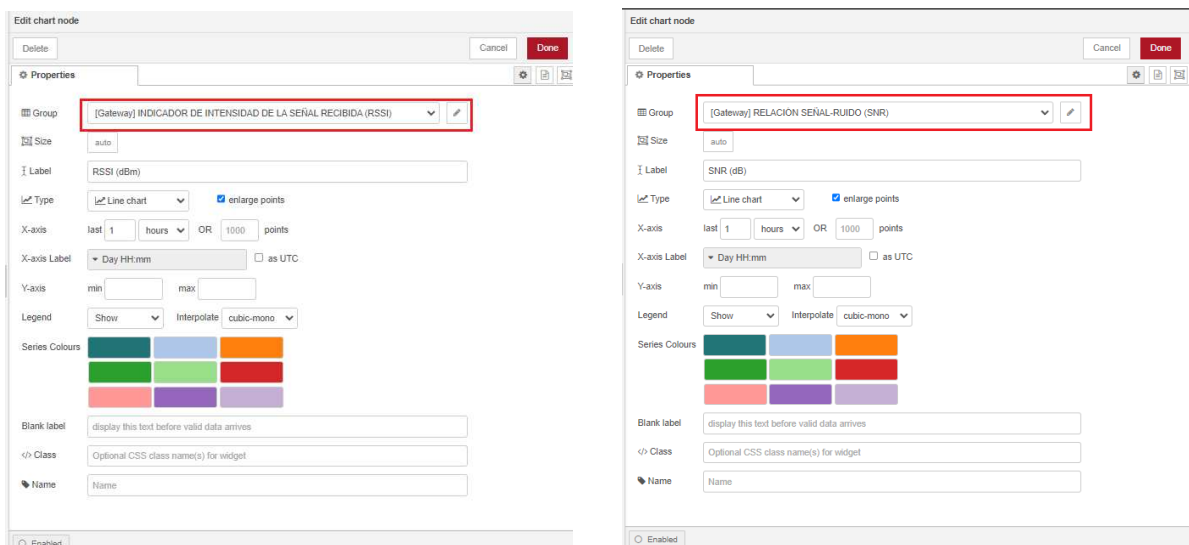 Edit chart node
Delete
Cancel
Done
Properties
Group
[Gateway] INDICADOR DE INTENSIDAD DE LA SEÑAL RECIBIDA (RSSI)
Size
auto
Label
RSSI (dBm)
Type
Line chart
enlarge points
X-axis
last 1 hours OR 1000 points
X-axis Label
Day HH:mm
as UTC
Y-axis
min
max
Legend
Show
Interpolate cubic-mono
Series Colours
Blank label
display this text before valid data arrives
</> Class
Optional CSS class name(s) for widget
Name
Name
Enabled
Edit chart node
Delete
Cancel
Done
Properties
Group
[Gateway] RELACIÓN SEÑAL-RUIDO (SNR)
Size
auto
Label
SNR (dB)
Type
Line chart
enlarge points
X-axis
last 1 hours OR 1000 points
X-axis Label
Day HH:mm
as UTC
Y-axis
min
max
Legend
Show
Interpolate cubic-mono
Series Colours
Blank label
display this text before valid data arrives
</> Class
Optional CSS class name(s) for widget
Name
Name
Enabled